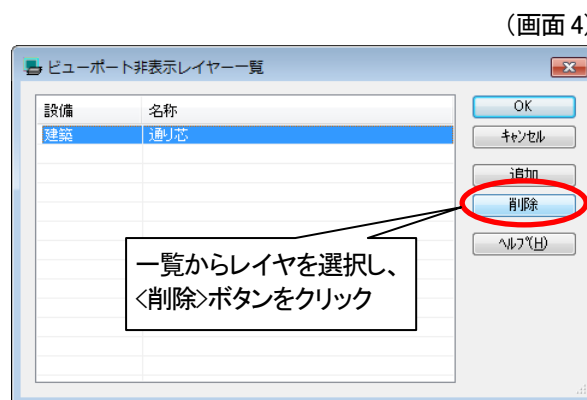 （画面 4）
ビューポート非表示レイヤー一覧
設備 名称
建築 通り芯
OK
キャンセル
追加
削除
ヘルプ(H)
一覧からレイヤを選択し、
<削除>ボタンをクリック